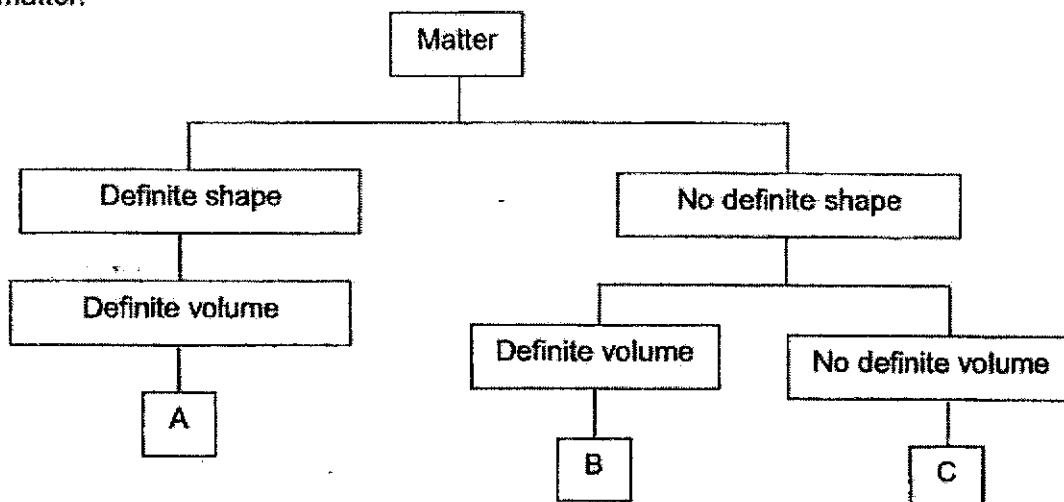 matter.
Matter
Definite shape
No definite shape
Definite volume
Definite volume
No definite volume
A
B
C